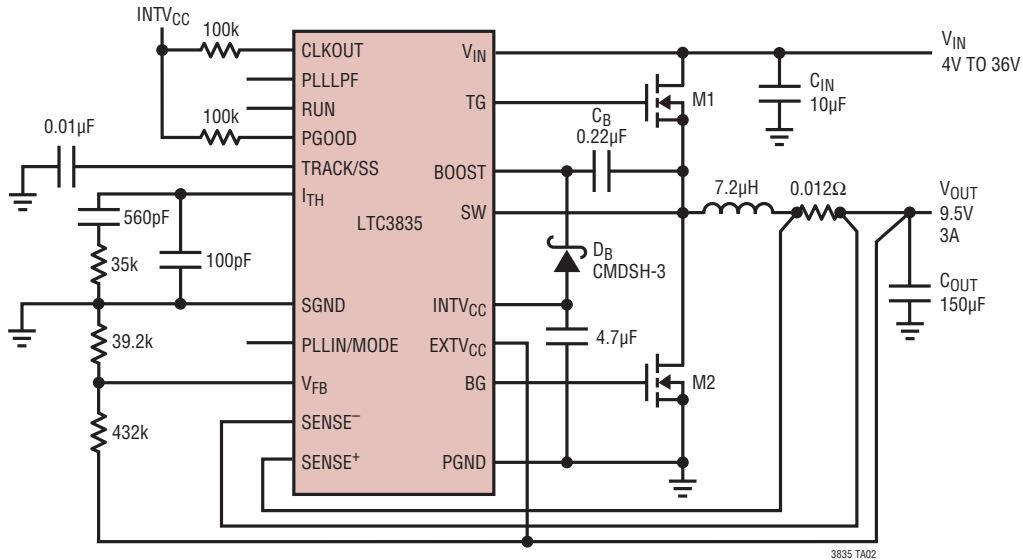 INTVCC
100k
CLKOUT
PLLLPF
RUN
100k
PGOOD
0.01µF
TRACK/SS
ITH
560pF
35k
100pF
SGND
39.2k
PLLIN/MODE
VFB
432k
SENSE–
SENSE+
LTC3835
VIN
TG
BOOST
SW
INTVCC
EXTVCC
BG
PGND
M1
CB
0.22µF
DB
CMDSH-3
4.7µF
M2
7.2µH
0.012Ω
CIN
10µF
VIN
4V TO 36V
VOUT
9.5V
3A
COUT
150µF
3835 TA02